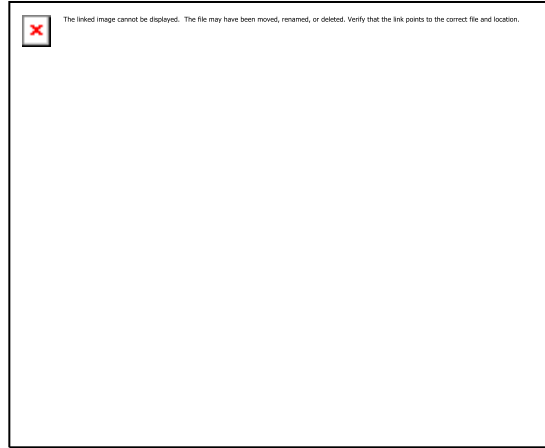 The linked image cannot be displayed. The file may have been moved, renamed, or deleted. Verify that the link points to the correct file and location.